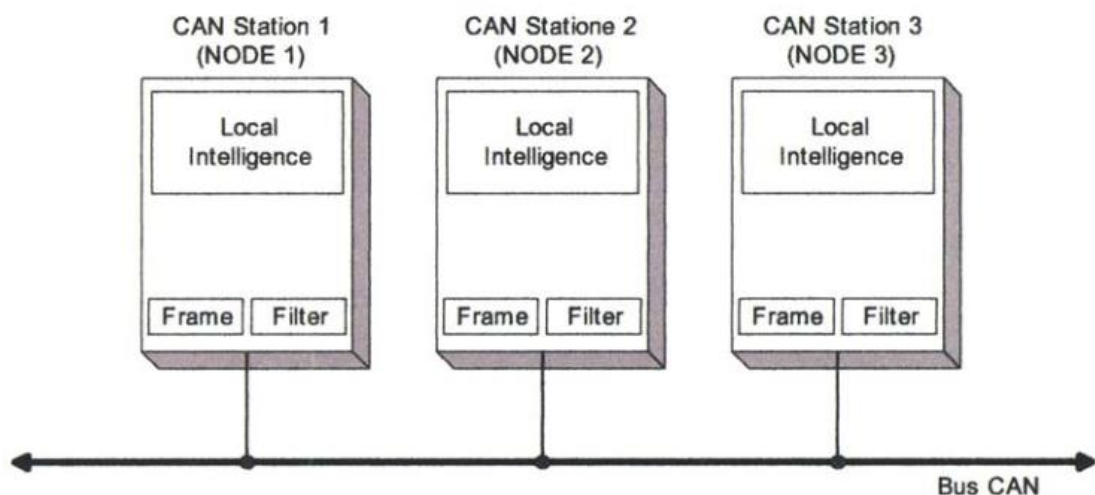 CAN Station 1
(NODE 1)
CAN Statione 2
(NODE 2)
CAN Station 3
(NODE 3)
Local
Intelligence
Local
Intelligence
Local
Intelligence
Frame
Filter
Frame
Filter
Frame
Filter
Bus CAN